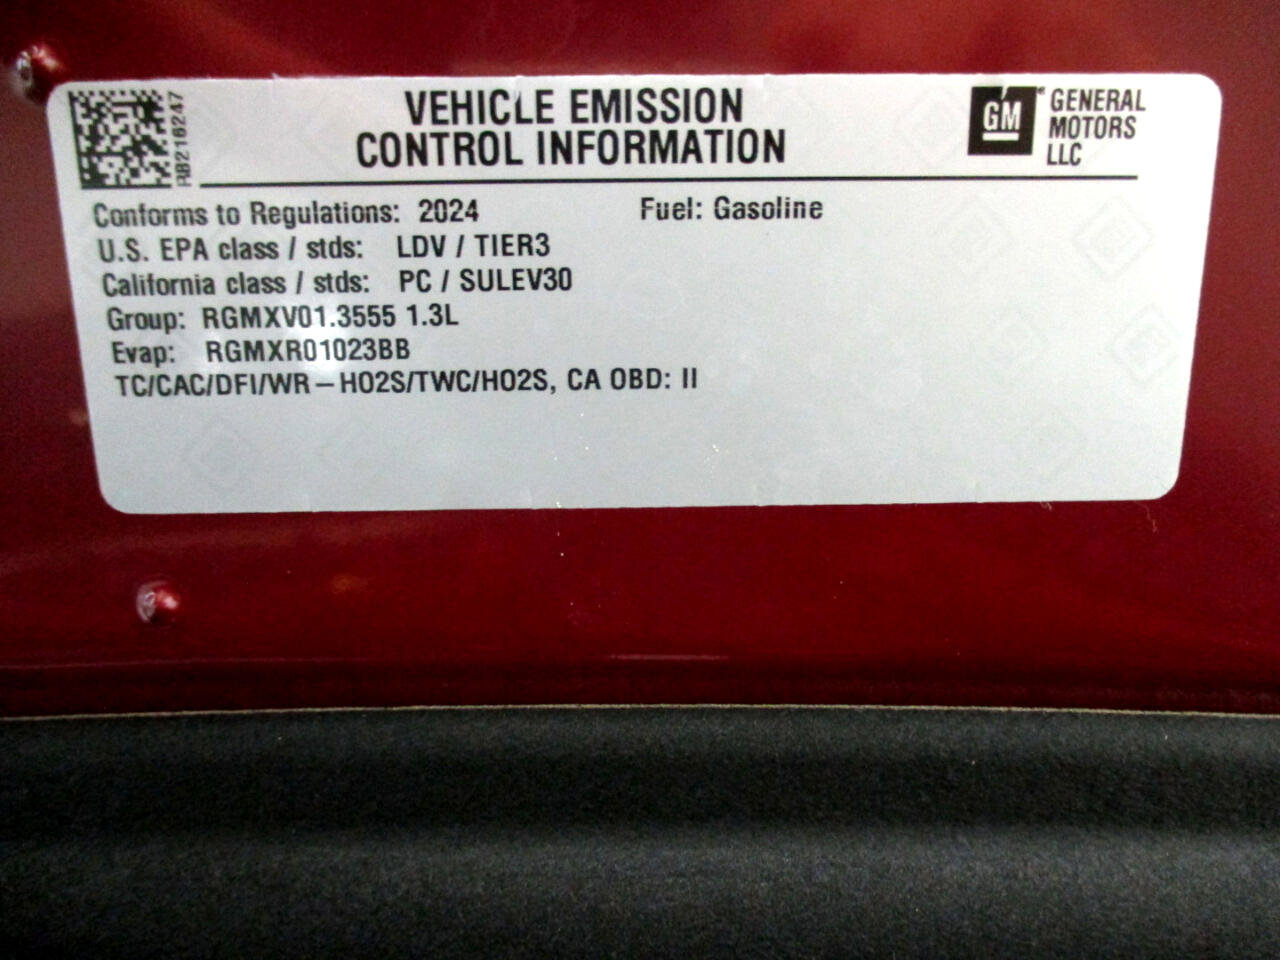 RB216247
VEHICLE EMISSION
CONTROL INFORMATION
GM
GENERAL
MOTORS
LLC
Conforms to Regulations: 2024 Fuel: Gasoline
U.S. EPA class / stds: LDV / TIER3
California class / stds: PC / SULEV30
Group: RGMXV01.3555 1.3L
Evap: RGMXR01023BB
TC/CAC/DFI/WR – HO2S/TWC/HO2S, CA OBD: II